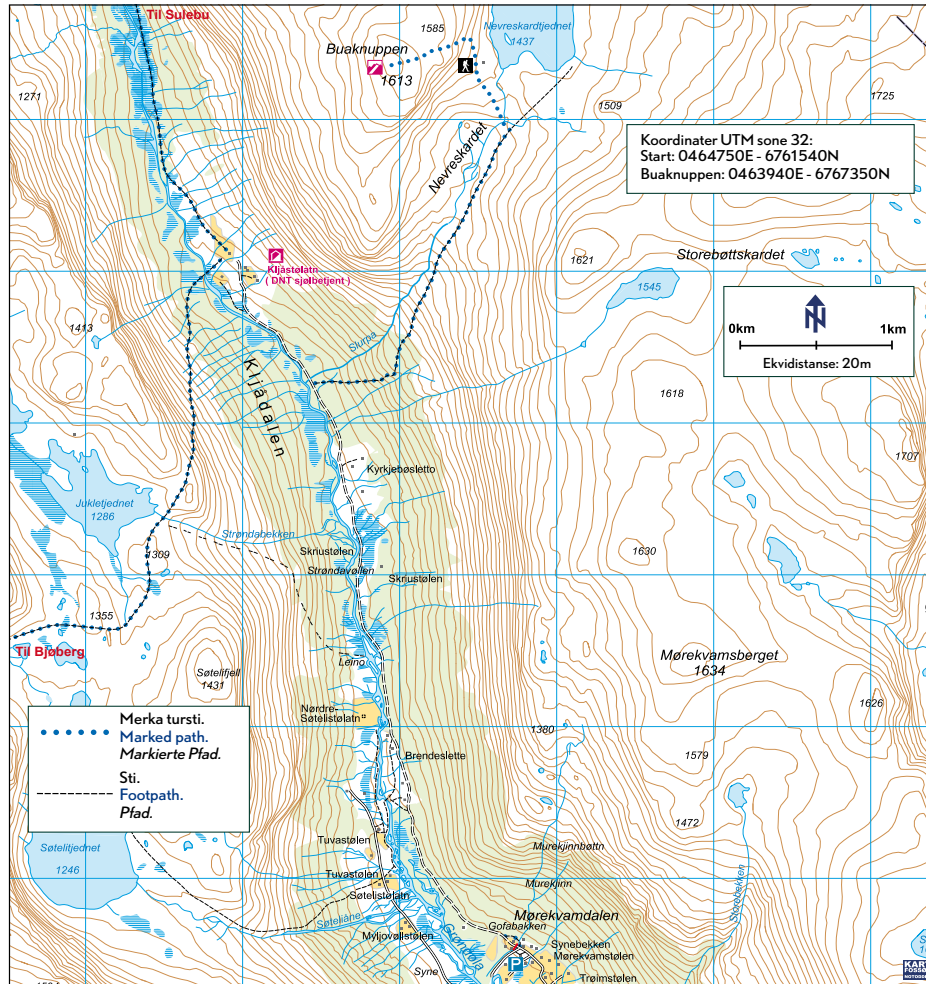 Til Sulebu
1585
Nevreskardtjednet
1437
Buaknuppen
1613
1271
1725
1509
Koordinater UTM sone 32:
Start: 0464750E - 6761540N
Buaknuppen: 0463940E - 6767350N
Nevreskardet
Kljåstølatn
( DNT sjølbetjent )
1621
Storebøttskardet
1545
0km
N
1km
Ekvidistanse: 20m
1413
Slurpa
Kljådalen
1618
1707
Kyrkjebøsletto
Jukletjednet
1286
Strøndabekken
1309
Skriustølen
Strøndavøllen
Skriustølen
1630
1355
Til Bjøberg
Leino
Søtelifjell
1431
Mørekvamsberget
1634
1626
Nørdre-
Søtelistølatn
1380
Merka tursti.
Marked path.
Markierte Pfad.
Sti.
Footpath.
Pfad.
Brendeslette
1579
1472
Søtelitjednet
1246
Tuvastølen
Murekjinnbøttn
Tuvastølen
Søtelistølatn
Murekjinn
Storebekken
Søteliåne
Myljovøllstølen
Grøndøla
Mørekvamdalen
Gofabakken
Synebekken
Mørekvamstølen
Syne
P
Trøimstølen